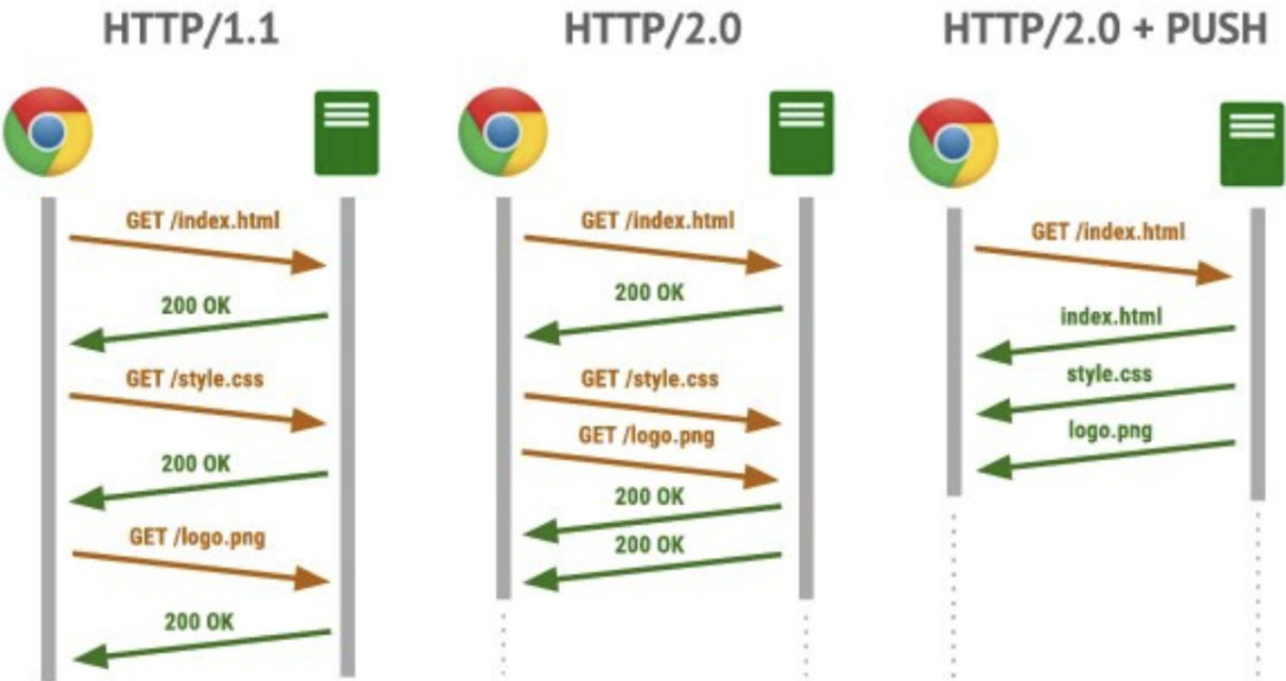 HTTP/1.1
GET /index.html
200 OK
GET /style.css
200 OK
GET /logo.png
200 OK
HTTP/2.0
GET /index.html
200 OK
GET /style.css
GET /logo.png
200 OK
200 OK
HTTP/2.0 + PUSH
GET /index.html
index.html
style.css
logo.png